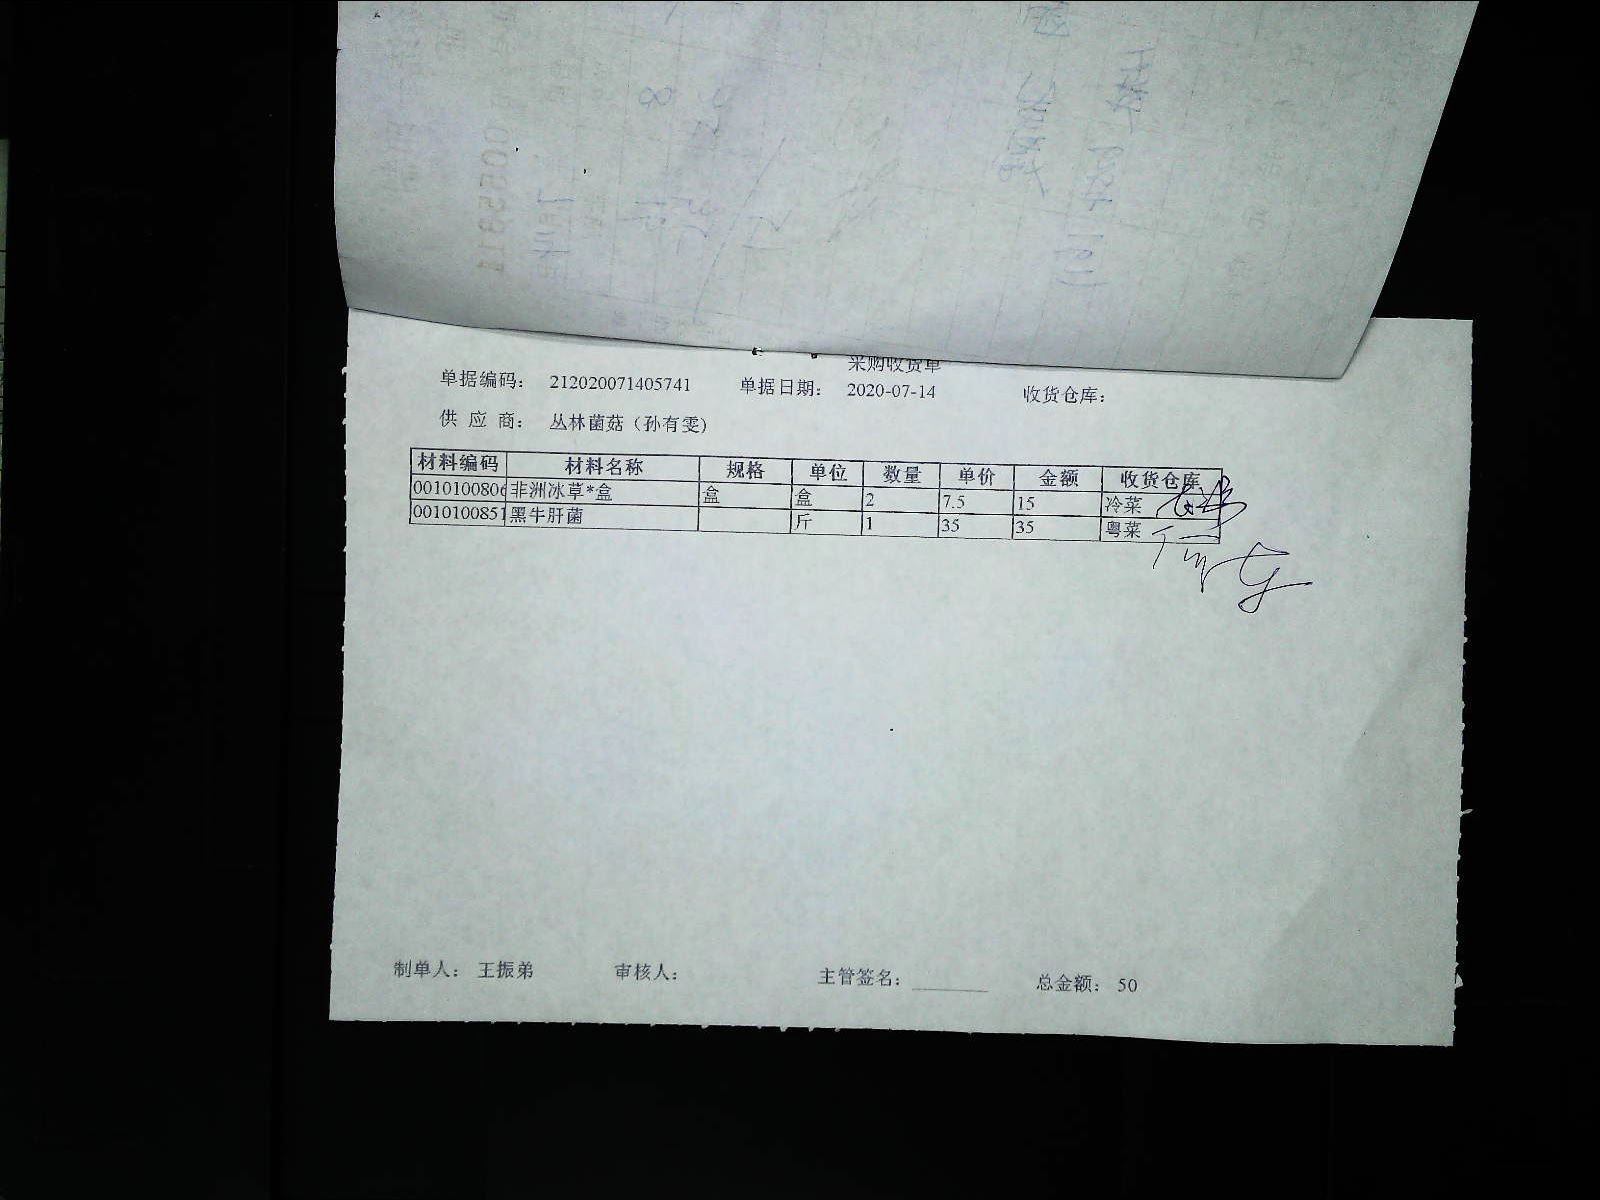 采购收货单
单据编码： 212020071405741 单据日期： 2020-07-14 收货仓库：
供 应 商： 丛林菌菇（孙有雯)
材料编码 材料名称 规格 单位 数量 单价 金额 收货仓库
0010100806 非洲冰草*盒 盒 盒 2 7.5 15 冷菜
0010100851 黑牛肝菌 斤 1 35 35 粤菜
制单人： 王振弟 审核人： 主管签名： 总金额： 50